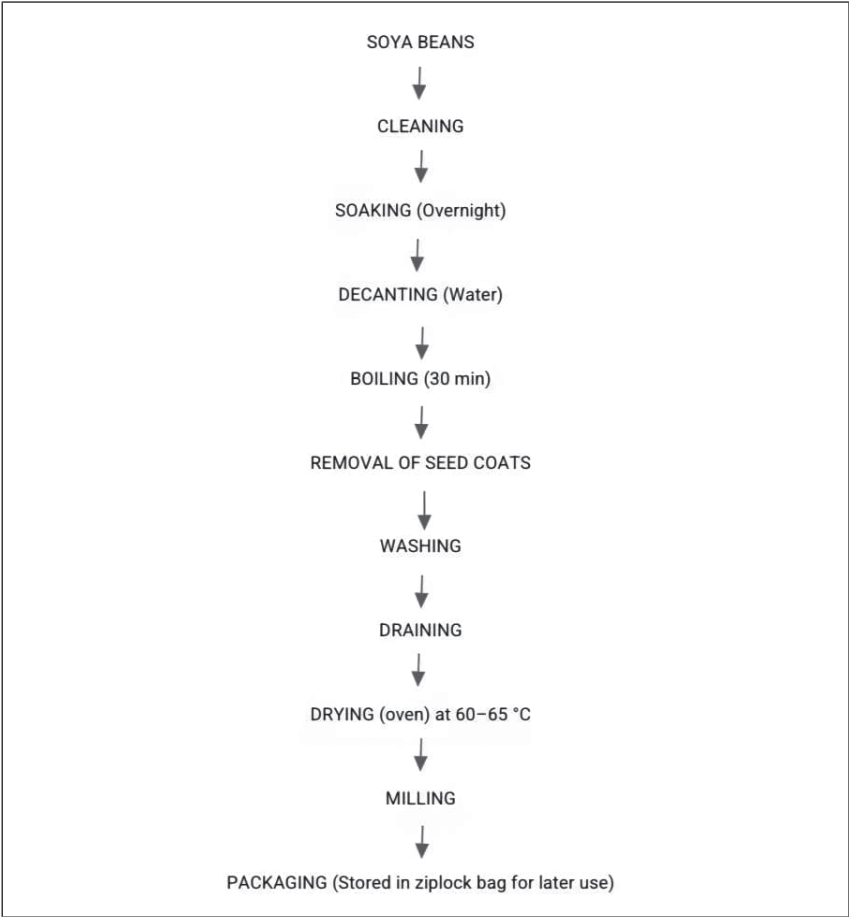 SOYA BEANS
CLEANING
SOAKING (Overnight)
DECANTING (Water)
BOILING (30 min)
REMOVAL OF SEED COATS
WASHING
DRAINING
DRYING (oven) at 60–65 °C
MILLING
PACKAGING (Stored in ziplock bag for later use)